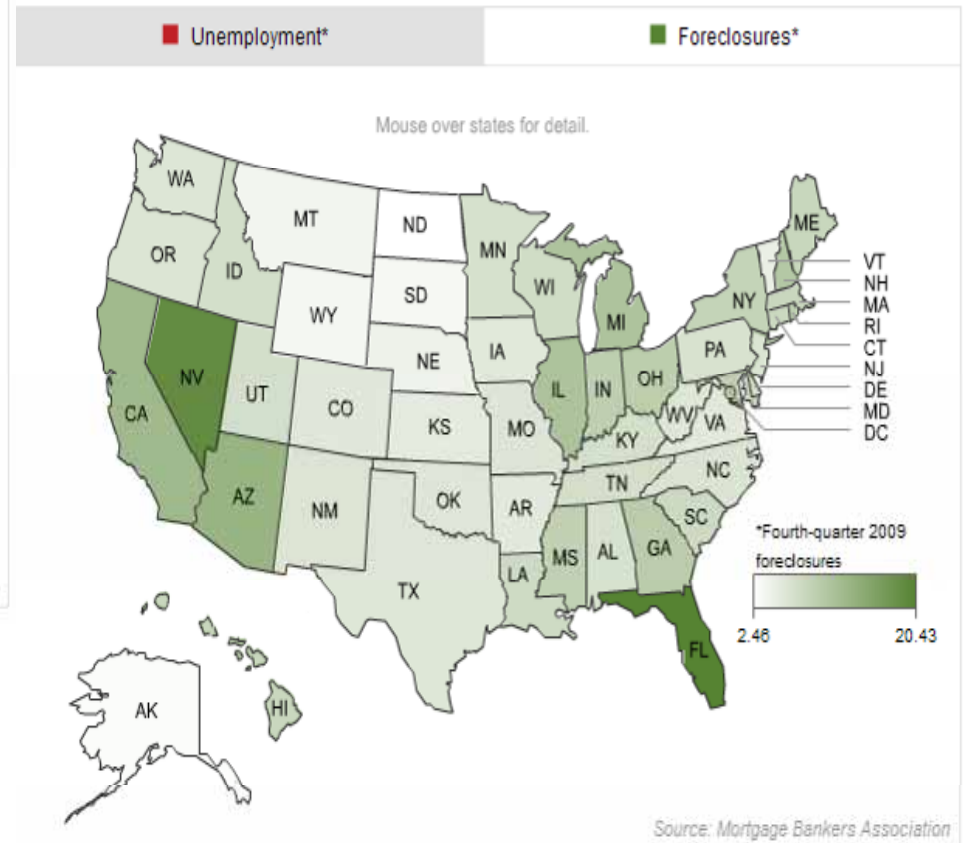 Unemployment*
Foreclosures*
Mouse over states for detail.
WA
MT
ND
MN
ME
OR
ID
SD
WI
VT
NH
MA
RI
CT
NJ
DE
MD
DC
NY
MI
WY
IA
PA
NE
NV
UT
CO
IL
IN
OH
CA
KS
MO
WV
VA
KY
NC
TN
AZ
NM
OK
AR
SC
MS
AL
GA
LA
TX
*Fourth-quarter 2009
foreclosures
2.46
20.43
FL
HI
AK
Source: Mortgage Bankers Association